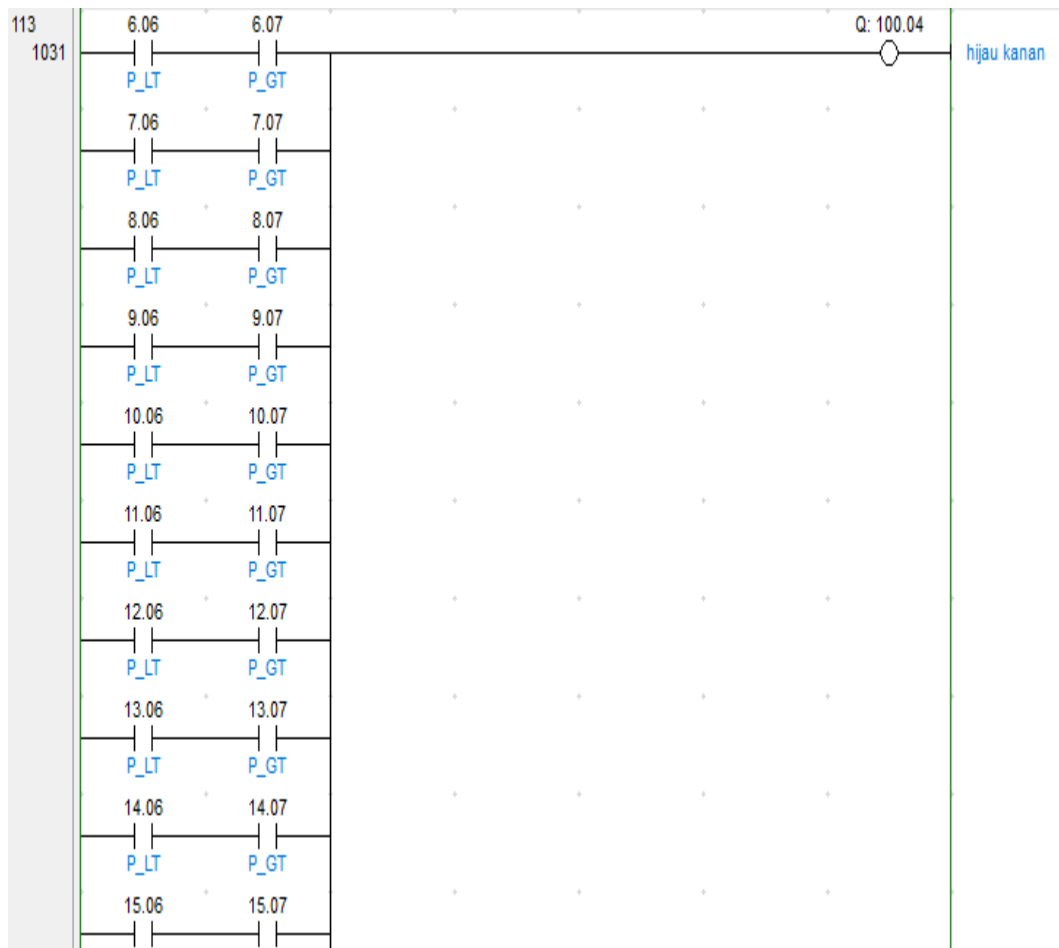 113 6.06 6.07 Q: 100.04
1031 hijau kanan
P_LT P_GT
7.06 7.07
P_LT P_GT
8.06 8.07
P_LT P_GT
9.06 9.07
P_LT P_GT
10.06 10.07
P_LT P_GT
11.06 11.07
P_LT P_GT
12.06 12.07
P_LT P_GT
13.06 13.07
P_LT P_GT
14.06 14.07
P_LT P_GT
15.06 15.07